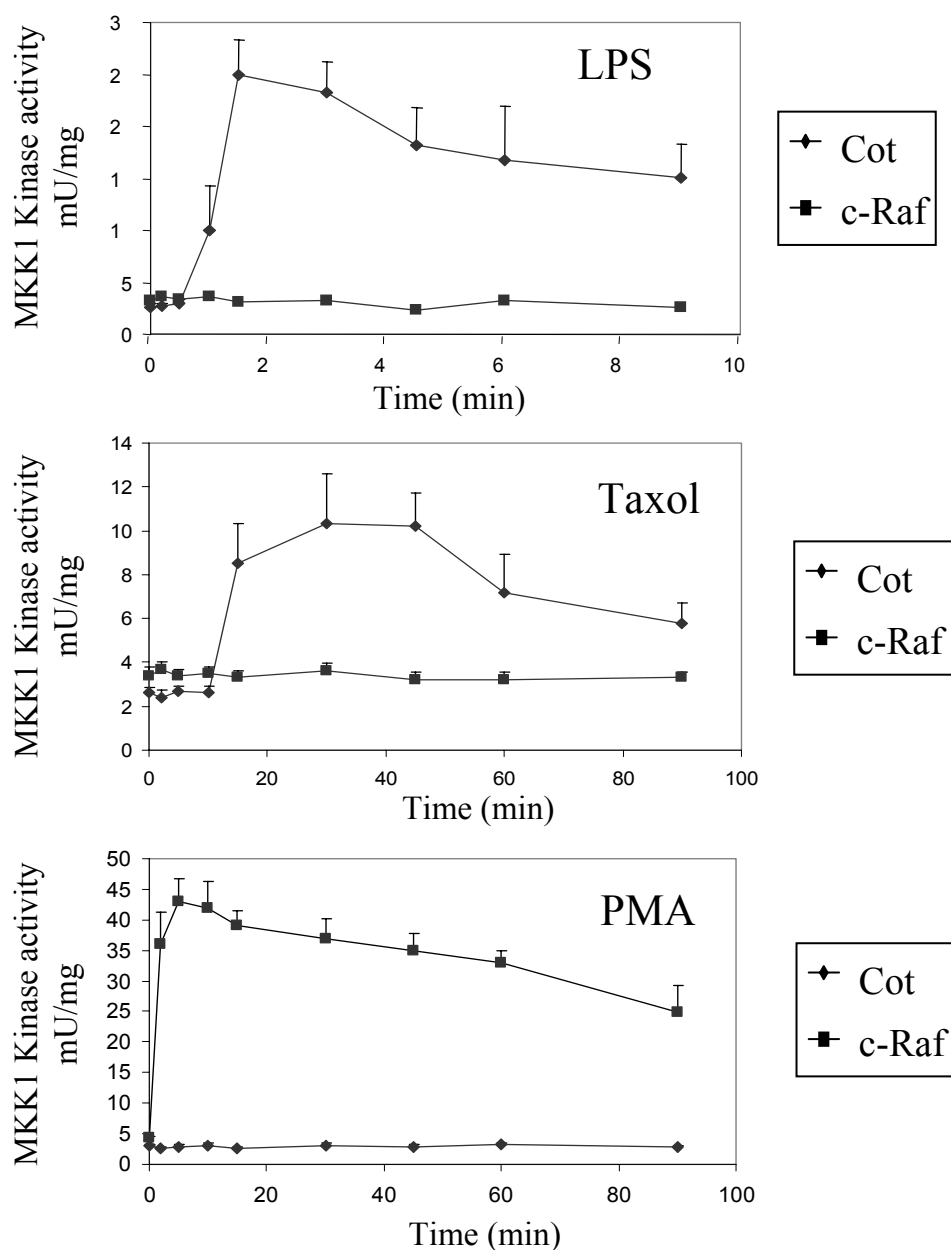 LPS
MKK1 Kinase activity
mU/mg
3
2
2
1
1
5
0
0 2 4 6 8 10
Time (min)
Cot
c-Raf
Taxol
MKK1 Kinase activity
mU/mg
14
12
10
8
6
4
2
0
0 20 40 60 80 100
Time (min)
Cot
c-Raf
PMA
MKK1 Kinase activity
mU/mg
50
45
40
35
30
25
20
15
10
5
0
0 20 40 60 80 100
Time (min)
Cot
c-Raf